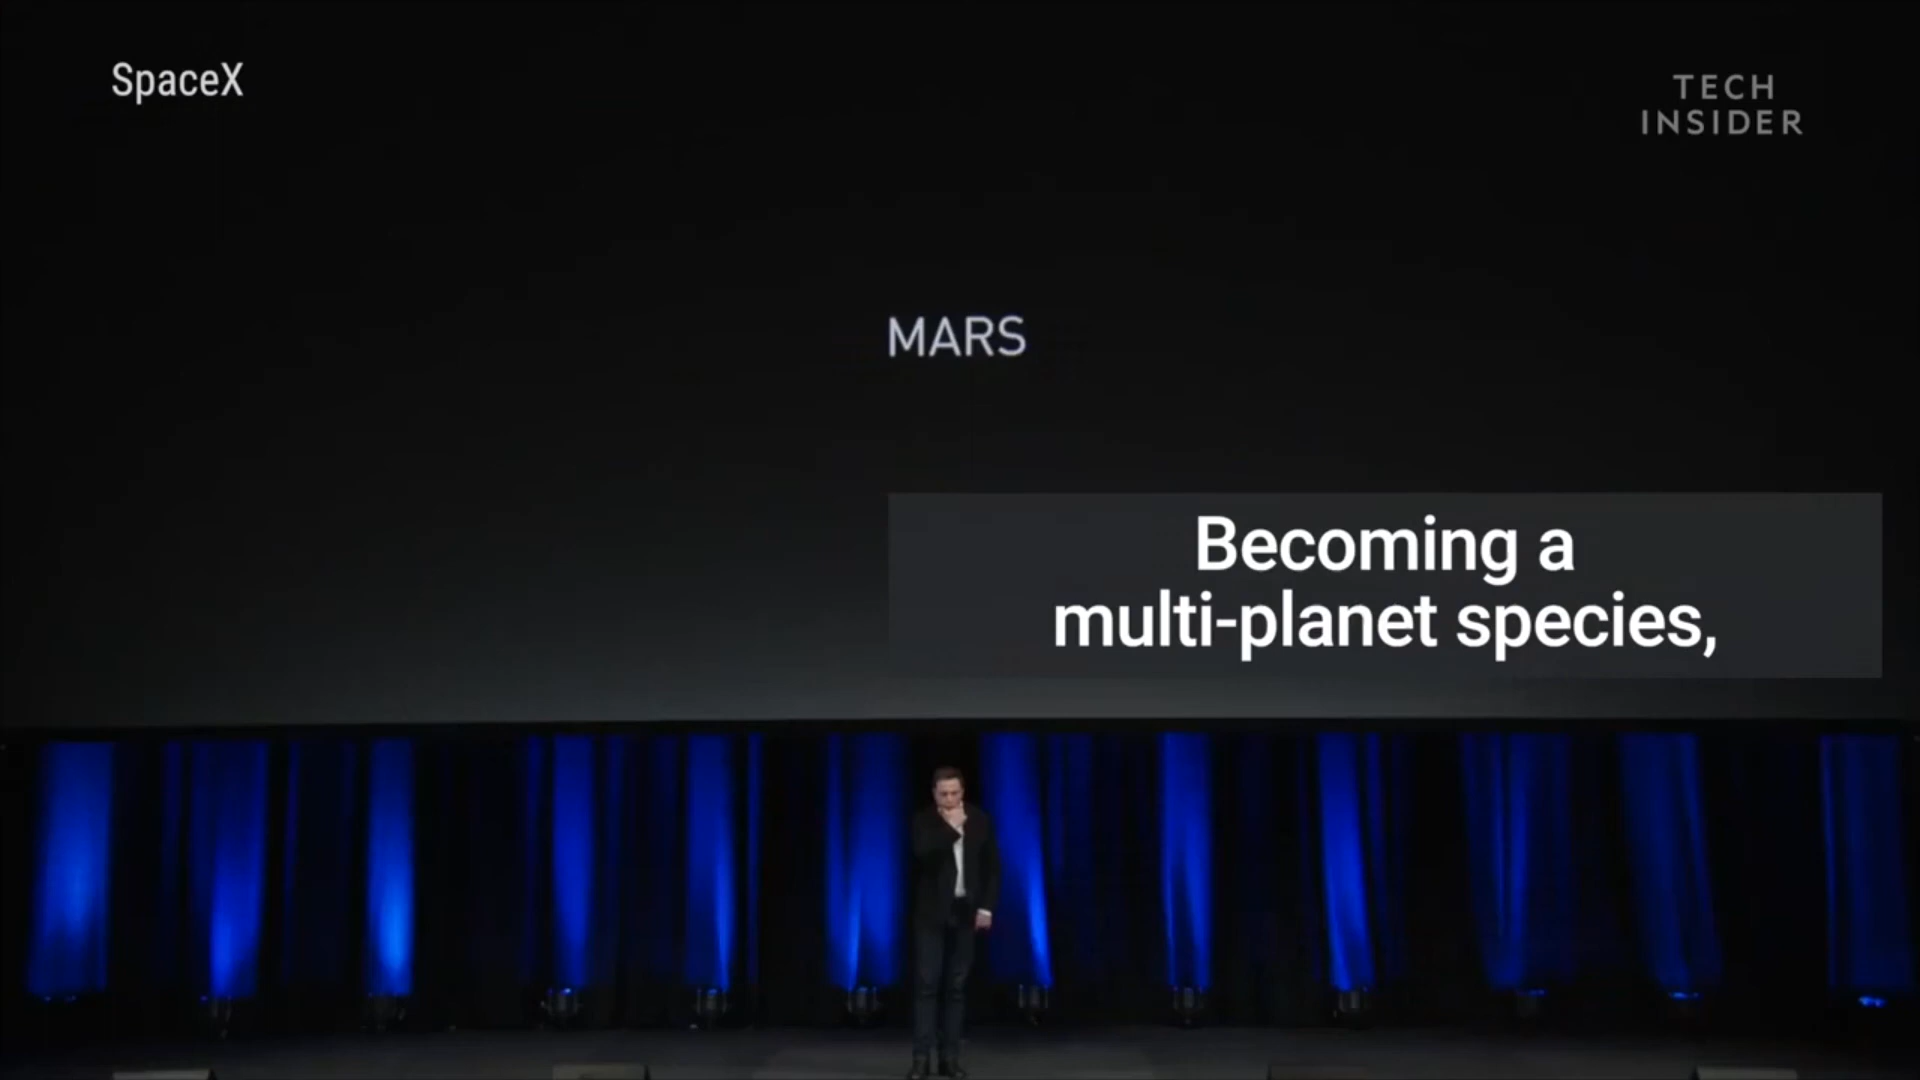 SpaceX
TECH
INSIDER
MARS
Becoming a
multi-planet species,